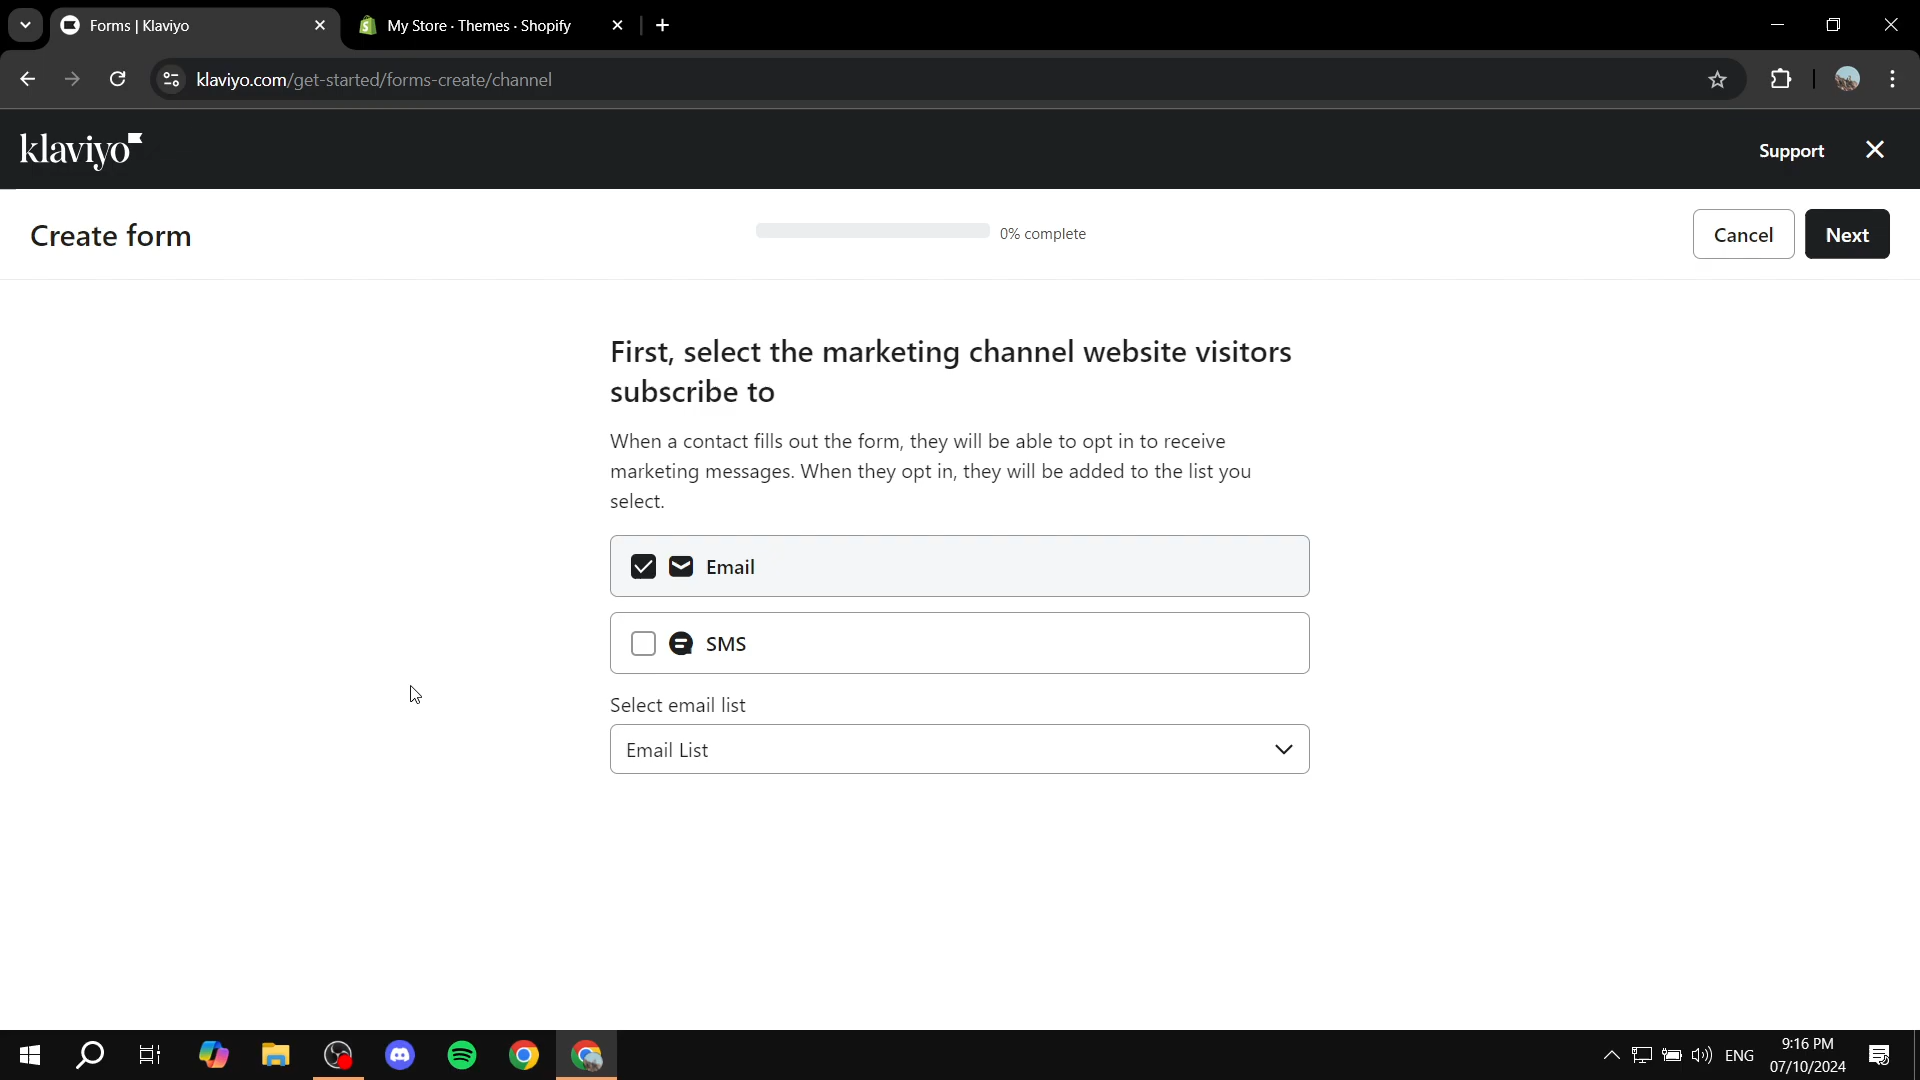 Forms | Klaviyo
My Store · Themes · Shopify
klaviyo.com/get-started/forms-create/channel
klaviyo
Support
Create form
0% complete
Cancel
Next
First, select the marketing channel website visitors
subscribe to
When a contact fills out the form, they will be able to opt in to receive
marketing messages. When they opt in, they will be added to the list you
select.
Email
SMS
Select email list
Email List
ENG
9:16 PM
07/10/2024